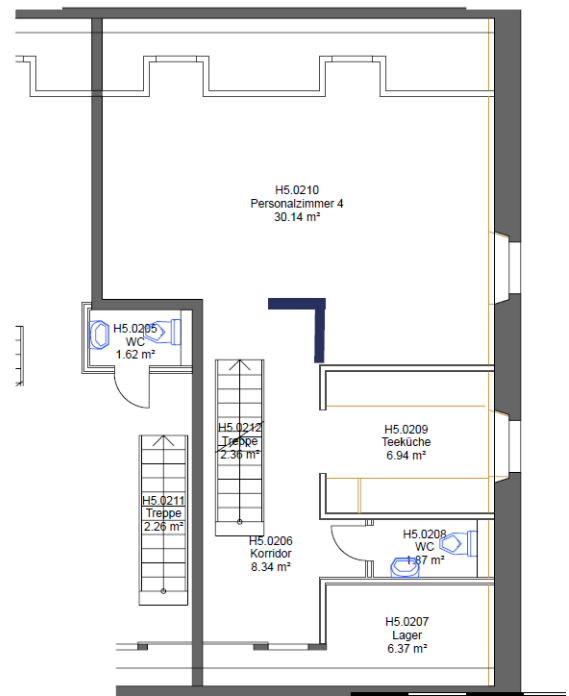 H5.0210
Personalzimmer 4
30.14 m²
H5.0205
WC
1.62 m²
H5.0212
Treppe
2.36 m²
H5.0209
Teeküche
6.94 m²
H5.0211
Treppe
2.26 m²
H5.0206
Korridor
8.34 m²
H5.0208
WC
1.87 m²
H5.0207
Lager
6.37 m²